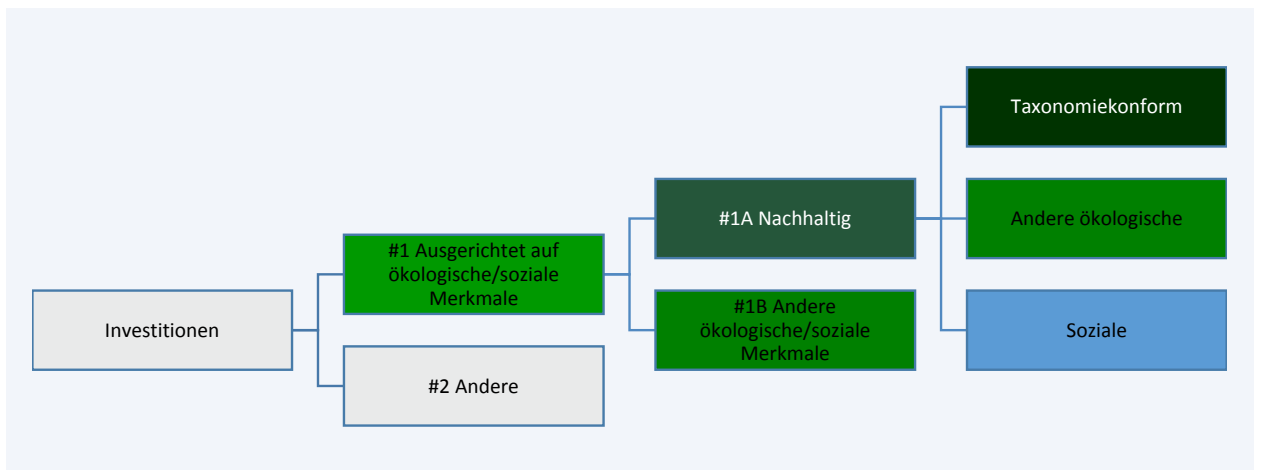 Investitionen
#1 Ausgerichtet auf
ökologische/soziale
Merkmale
#2 Andere
#1A Nachhaltig
#1B Andere
ökologische/soziale
Merkmale
Taxonomiekonform
Andere ökologische
Soziale